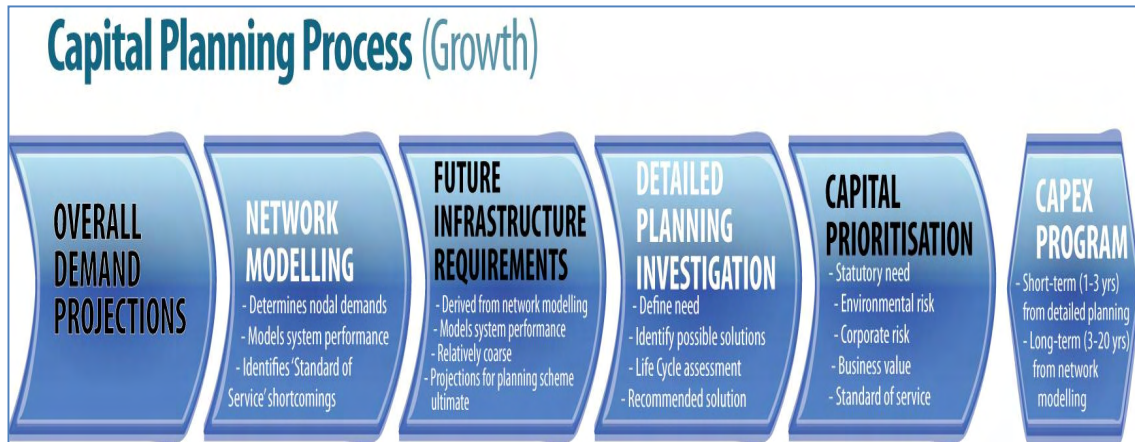 Capital Planning Process (Growth)
OVERALL
DEMAND
PROJECTIONS
NETWORK
MODELLING
- Determines nodal demands
- Models system performance
- Identifies 'Standard of
Service' shortcomings
FUTURE
INFRASTRUCTURE
REQUIREMENTS
- Derived from network modelling
- Models system performance
- Relatively coarse
- Projections for planning scheme
ultimate
DETAILED
PLANNING
INVESTIGATION
- Define need
- Identify possible solutions
- Life Cycle assessment
- Recommended solution
CAPITAL
PRIORITISATION
- Statutory need
- Environmental risk
- Corporate risk
- Business value
- Standard of service
CAPEX
PROGRAM
- Short-term (1-3 yrs)
from detailed planning
- Long-term (3-20 yrs)
from network
modelling